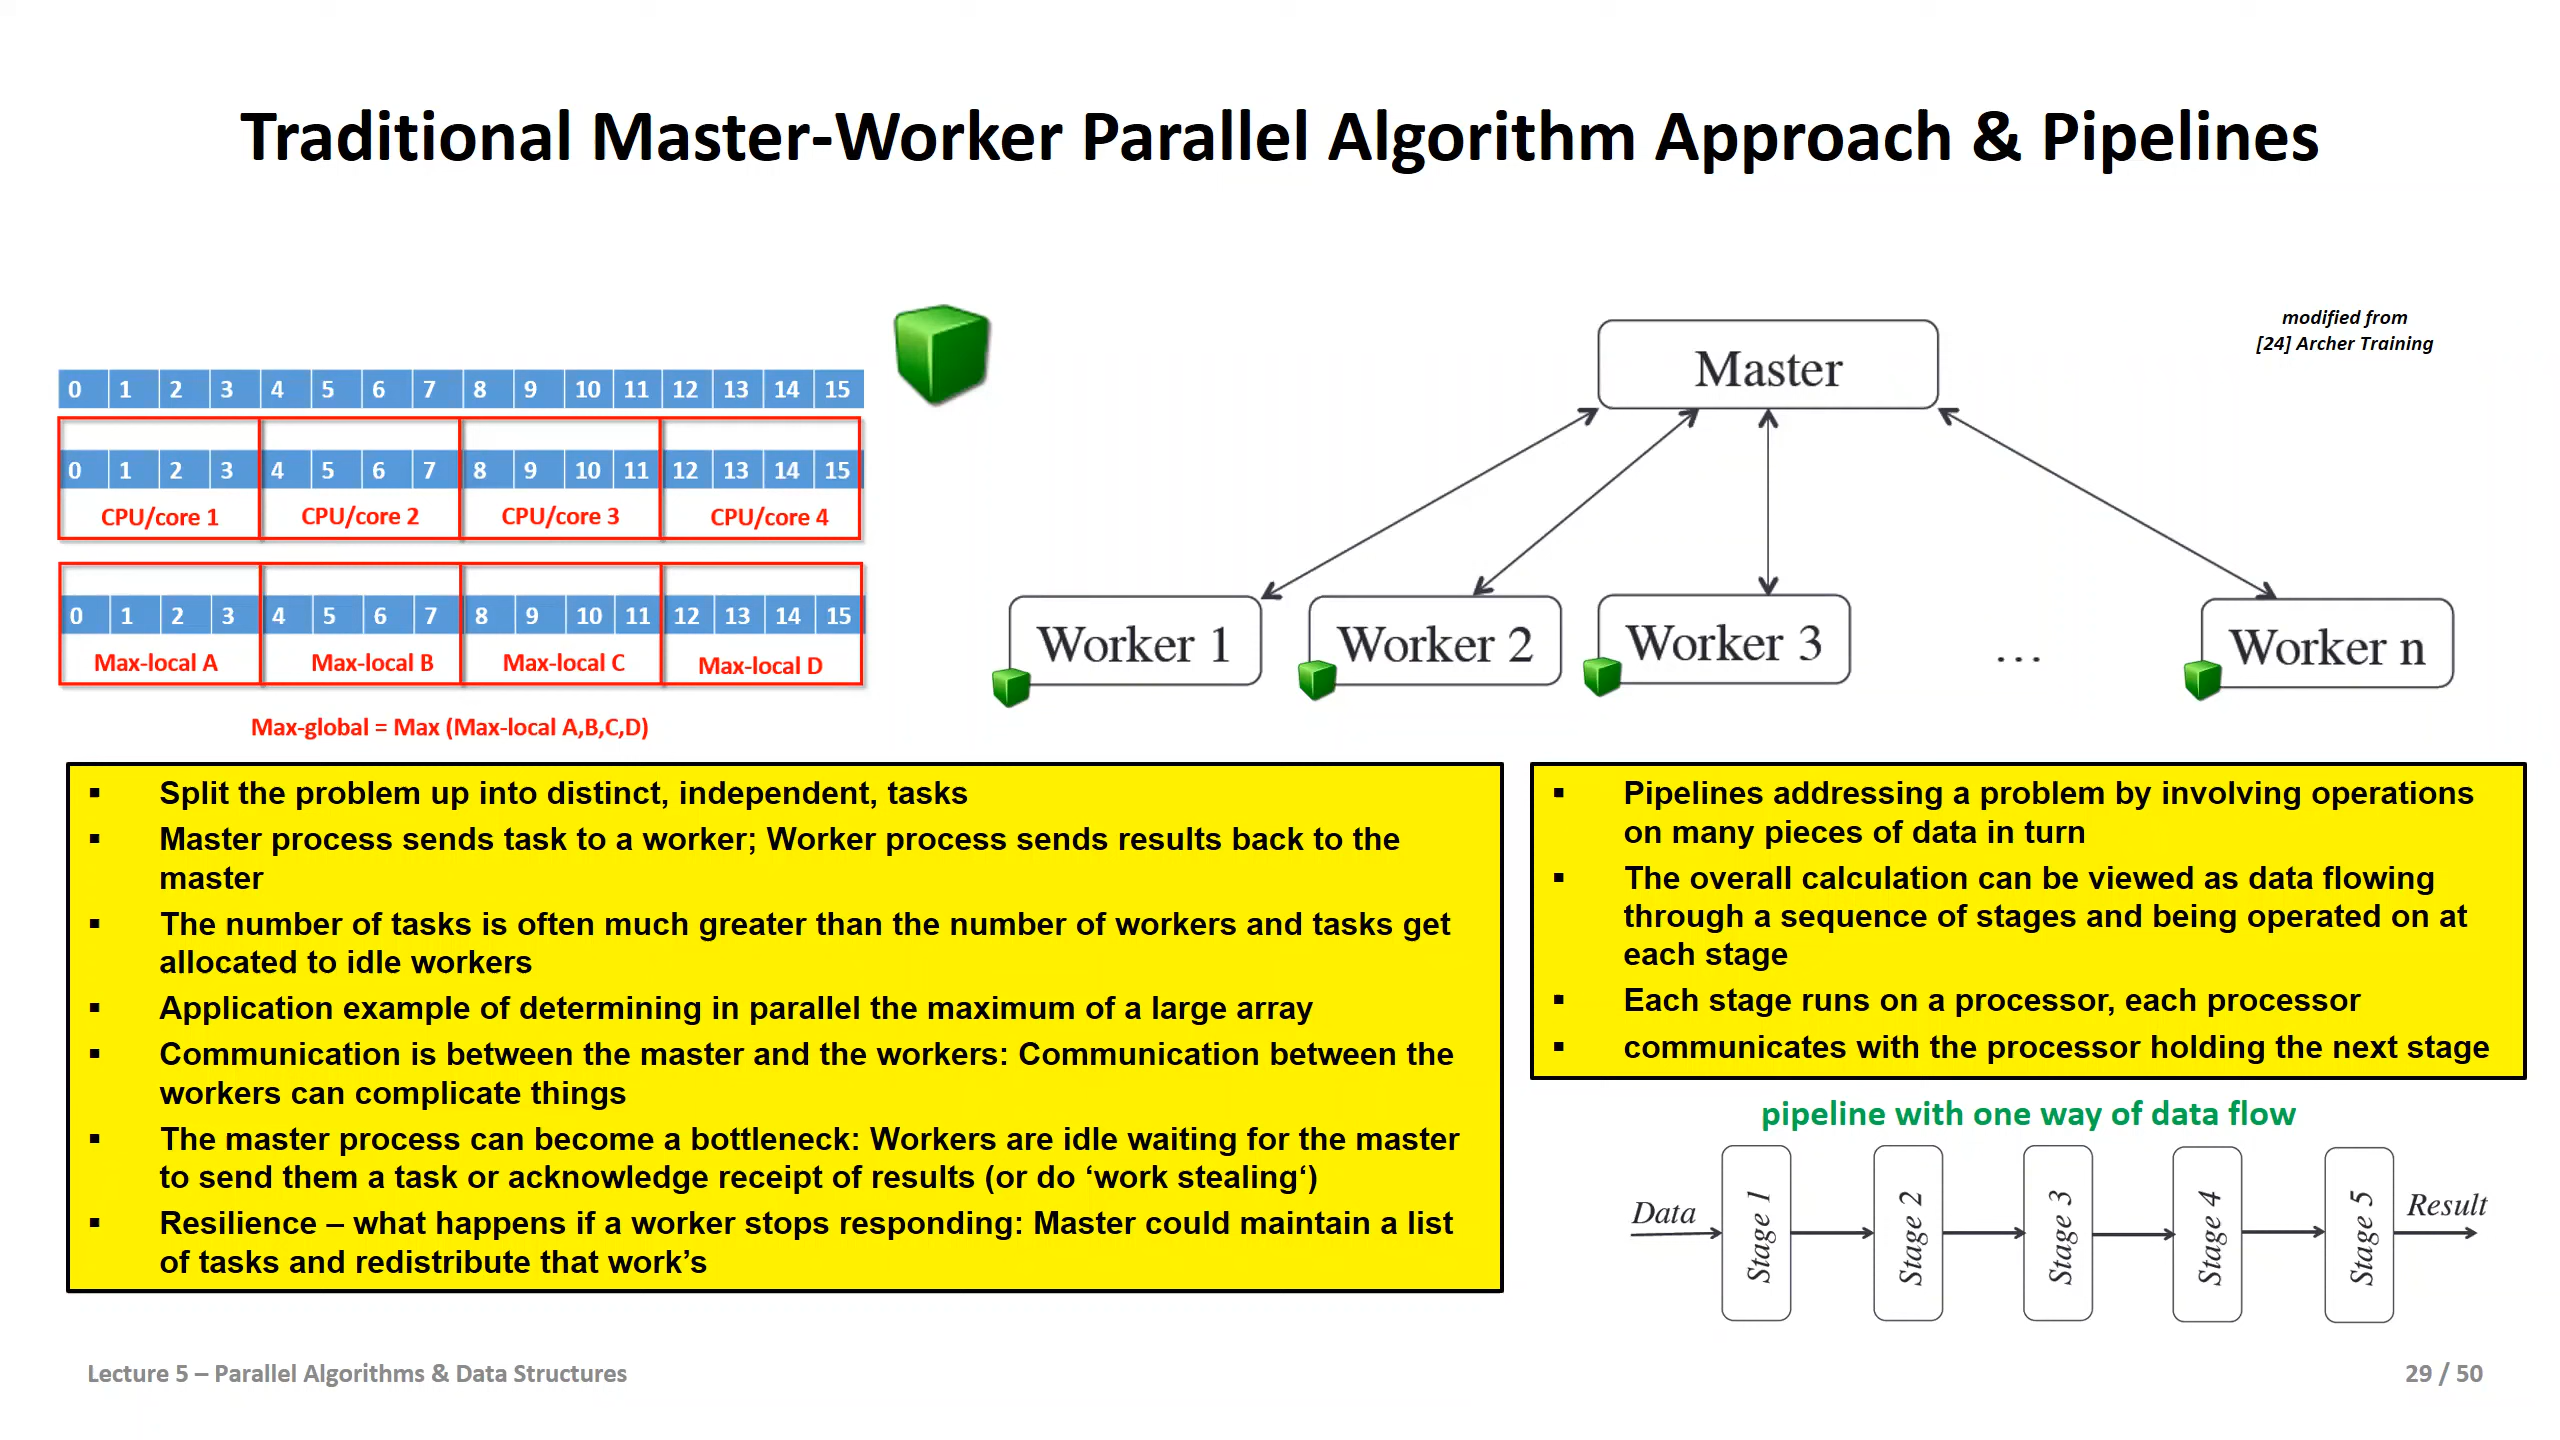 Traditional Master-Worker Parallel Algorithm Approach & Pipelines
modified from
[24] Archer Training
0 1 2 3 4 5 6 7 8 9 10 11 12 13 14 15
0 1 2 3 4 5 6 7 8 9 10 11 12 13 14 15
CPU/core 1 CPU/core 2 CPU/core 3 CPU/core 4
0 1 2 3 4 5 6 7 8 9 10 11 12 13 14 15
Max-local A Max-local B Max-local C Max-local D
Max-global = Max (Max-local A,B,C,D)
Master
Worker 1 Worker 2 Worker 3 ... Worker n
▪ Split the problem up into distinct, independent, tasks
▪ Master process sends task to a worker; Worker process sends results back to the
master
▪ The number of tasks is often much greater than the number of workers and tasks get
allocated to idle workers
▪ Application example of determining in parallel the maximum of a large array
▪ Communication is between the master and the workers: Communication between the
workers can complicate things
▪ The master process can become a bottleneck: Workers are idle waiting for the master
to send them a task or acknowledge receipt of results (or do ‘work stealing‘)
▪ Resilience – what happens if a worker stops responding: Master could maintain a list
of tasks and redistribute that work’s
▪ Pipelines addressing a problem by involving operations
on many pieces of data in turn
▪ The overall calculation can be viewed as data flowing
through a sequence of stages and being operated on at
each stage
▪ Each stage runs on a processor, each processor
▪ communicates with the processor holding the next stage
pipeline with one way of data flow
Data
Stage 1
Stage 2
Stage 3
Stage 4
Stage 5
Result
Lecture 5 – Parallel Algorithms & Data Structures
29 / 50